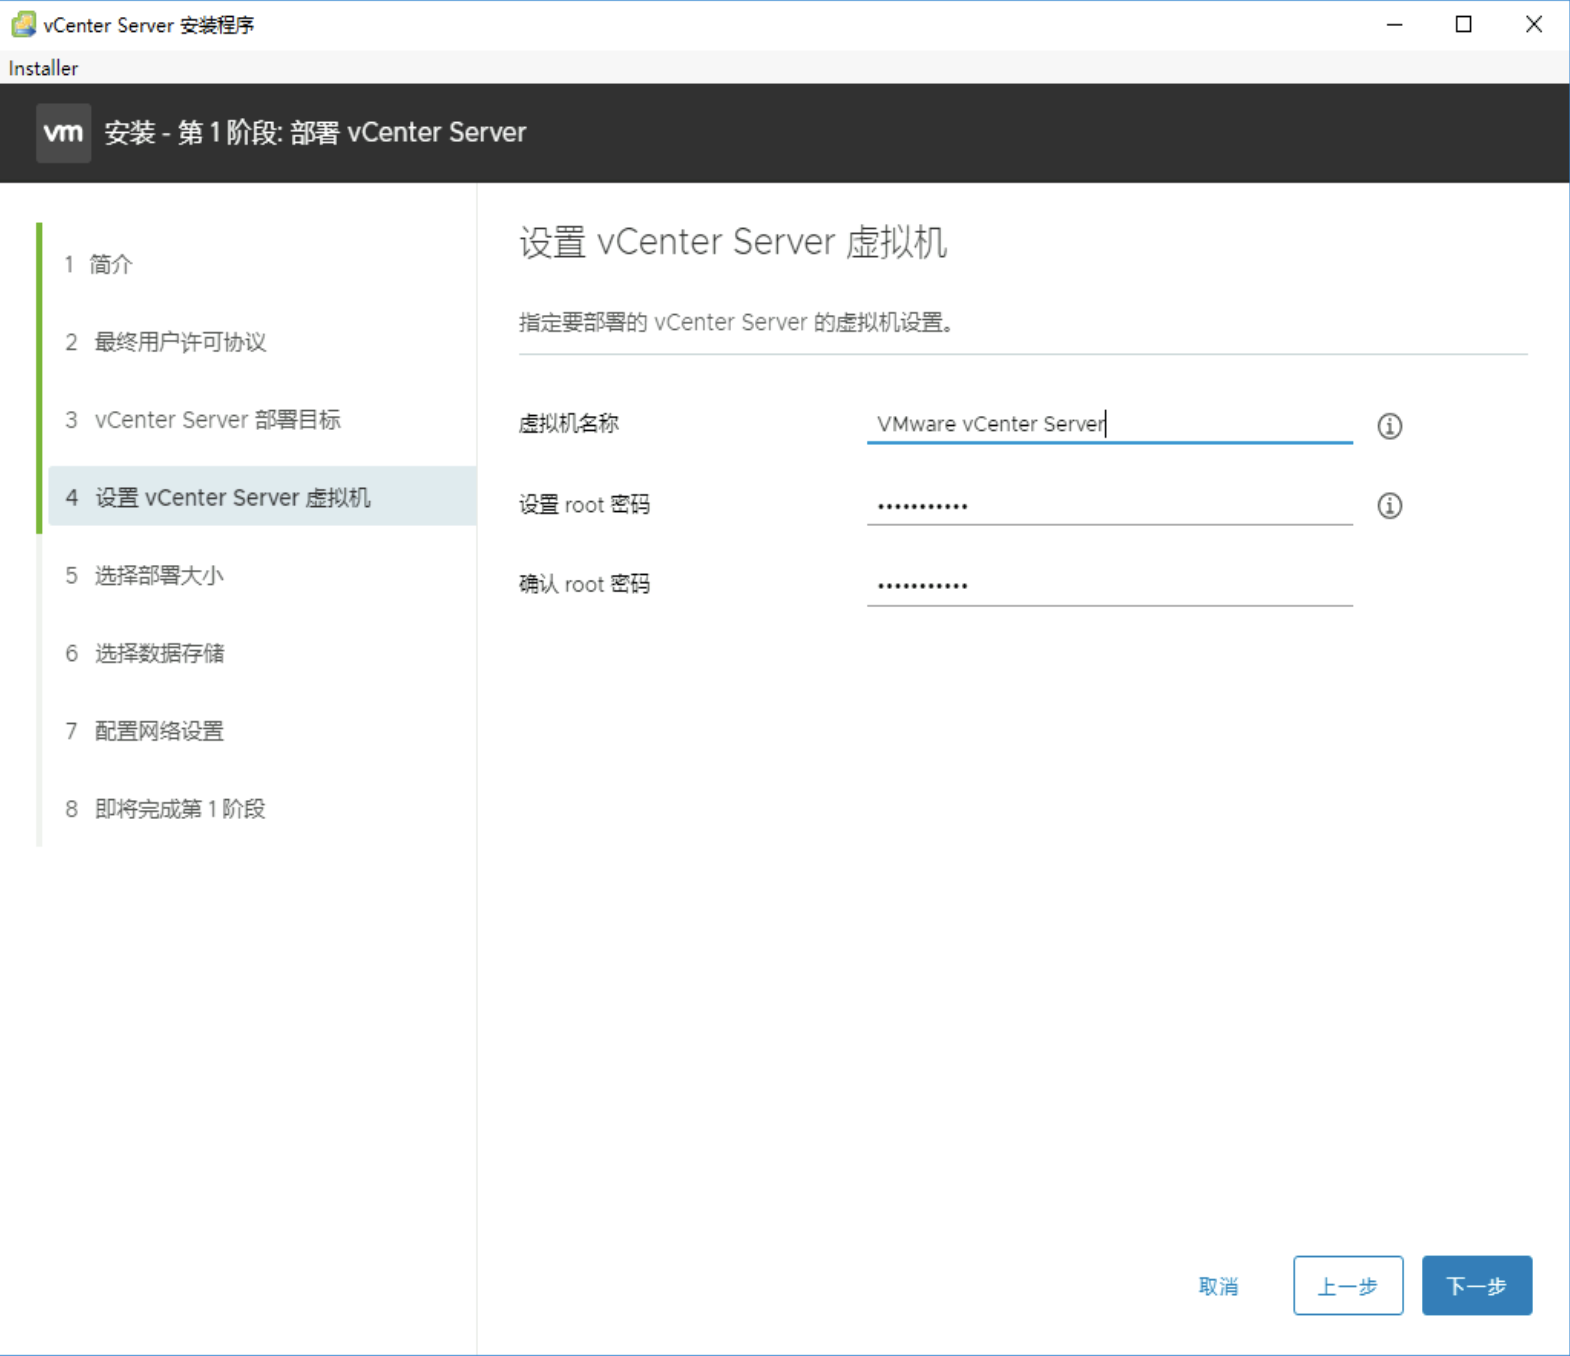 vCenter Server 安装程序
Installer
vm 安装 - 第 1 阶段: 部署 vCenter Server
1 简介
2 最终用户许可协议
3 vCenter Server 部署目标
4 设置 vCenter Server 虚拟机
5 选择部署大小
6 选择数据存储
7 配置网络设置
8 即将完成第 1 阶段
设置 vCenter Server 虚拟机
指定要部署的 vCenter Server 的虚拟机设置。
虚拟机名称 VMware vCenter Server
设置 root 密码 •••••••••••
确认 root 密码 •••••••••••
取消 上一步 下一步